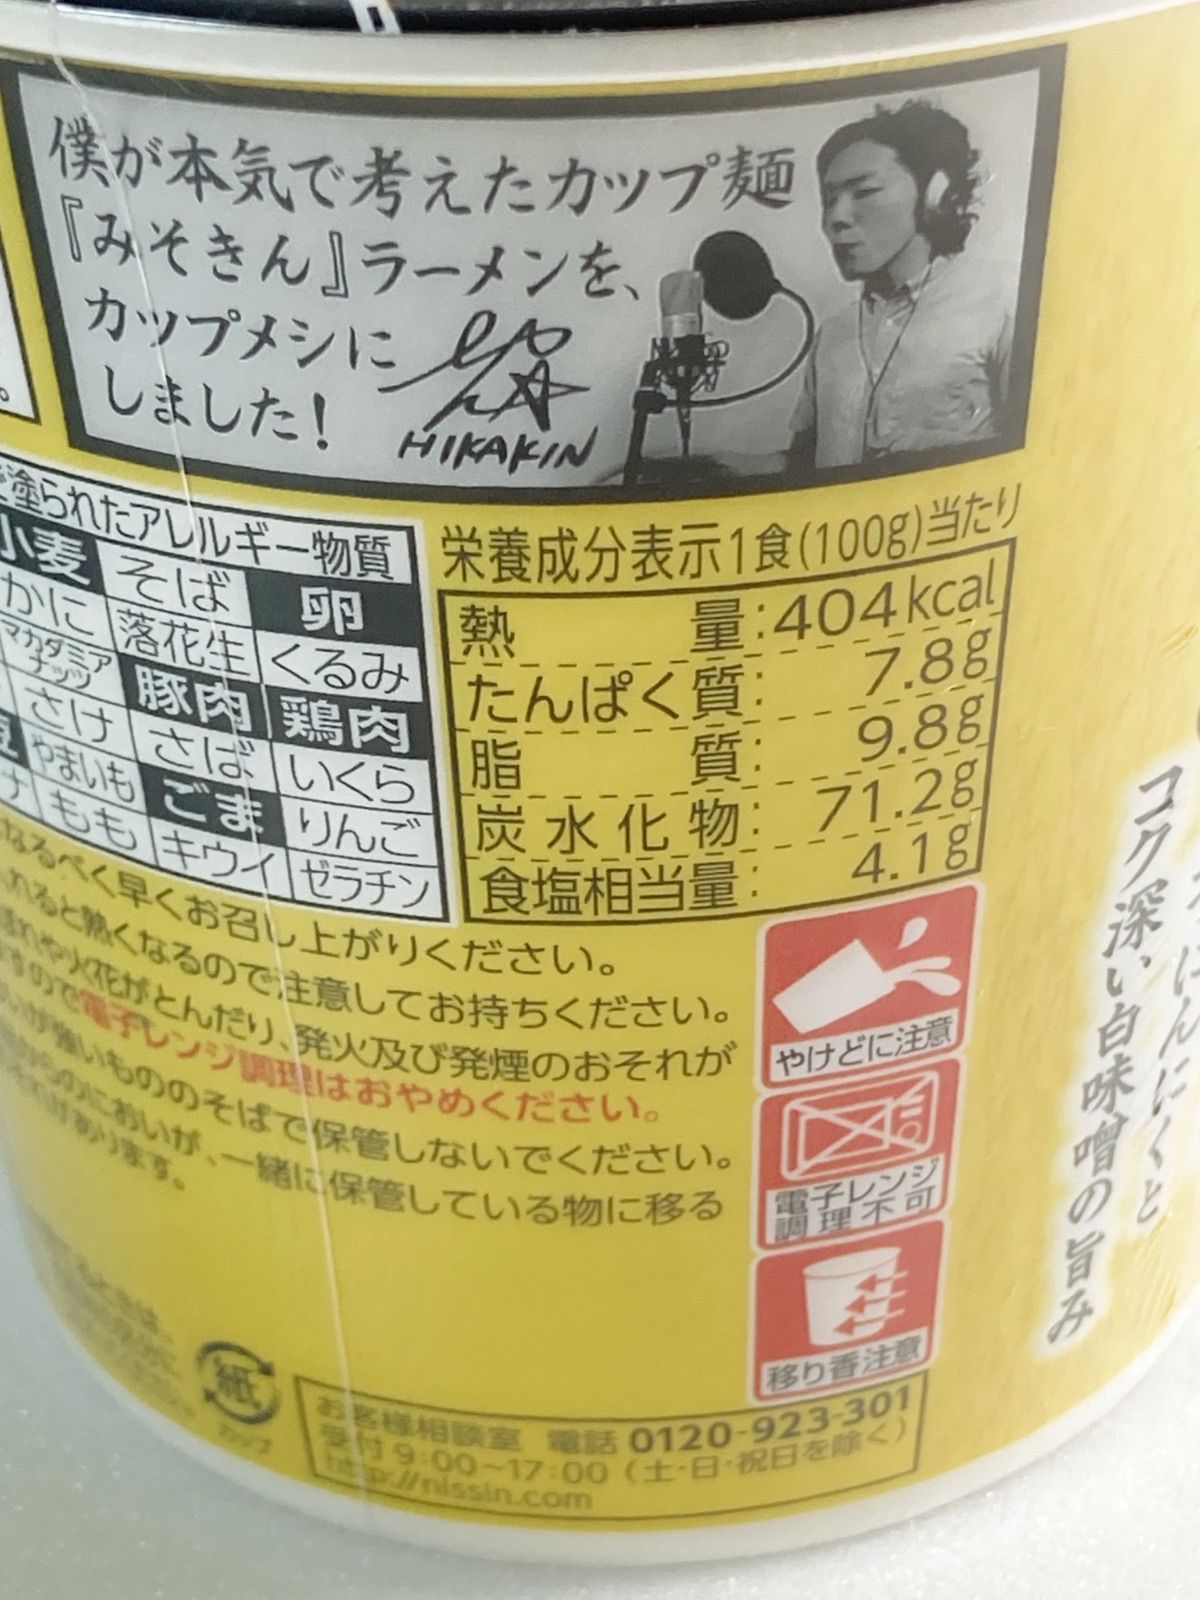 僕が本気で考えたカップ麺
『みそきん』ラーメンを、
カップメシに
しました!
HIKAKIN
塗られたアレルギー物質
小麦 そば 卵
かに 落花生 くるみ
マカダミアナッツ 豚肉 鶏肉
さけ さば いくら
やまいも ごま りんご
もも キウイ ゼラチン
栄養成分表示1食(100g)当たり
熱量:404kcal
たんぱく質: 7.8g
脂質: 9.8g
炭水化物: 71.2g
食塩相当量: 4.1g
なるべく早くお召し上がりください。
れると熱くなるので注意してお持ちください。
火花がとんだり、発火及び発煙のおそれが
ので電子レンジ調理はおやめください。
が強いもののそばで保管しないでください。
のにおいが、一緒に保管している物に移る
あります。
やけどに注意
電子レンジ
調理不可
移り香注意
にんにくと
コク深い白味噌の旨み
紙
カップ
お客様相談室 電話 0120-923-301
受付 9:00~17:00(土・日・祝日を除く)
http://nissin.com